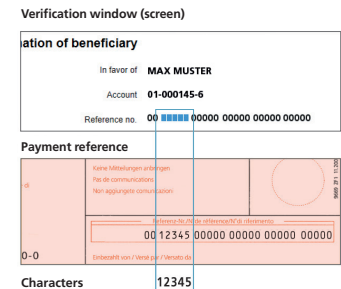 Verification window (screen)
ation of beneficiary
In favor of MAX MUSTER
Account 01-000145-6
Reference no. 00 00000 00000 00000 00000
Payment reference
Keine Mitteilungen anbringen
Pas de communications
Non aggiungete comunicazioni
di
Referenz-Nr./N° de référence/N° di riferimento
00 12345 00000 00000 00000 00000
0-0
Einbezahlt von / Versé par / Versato da
Characters 12345